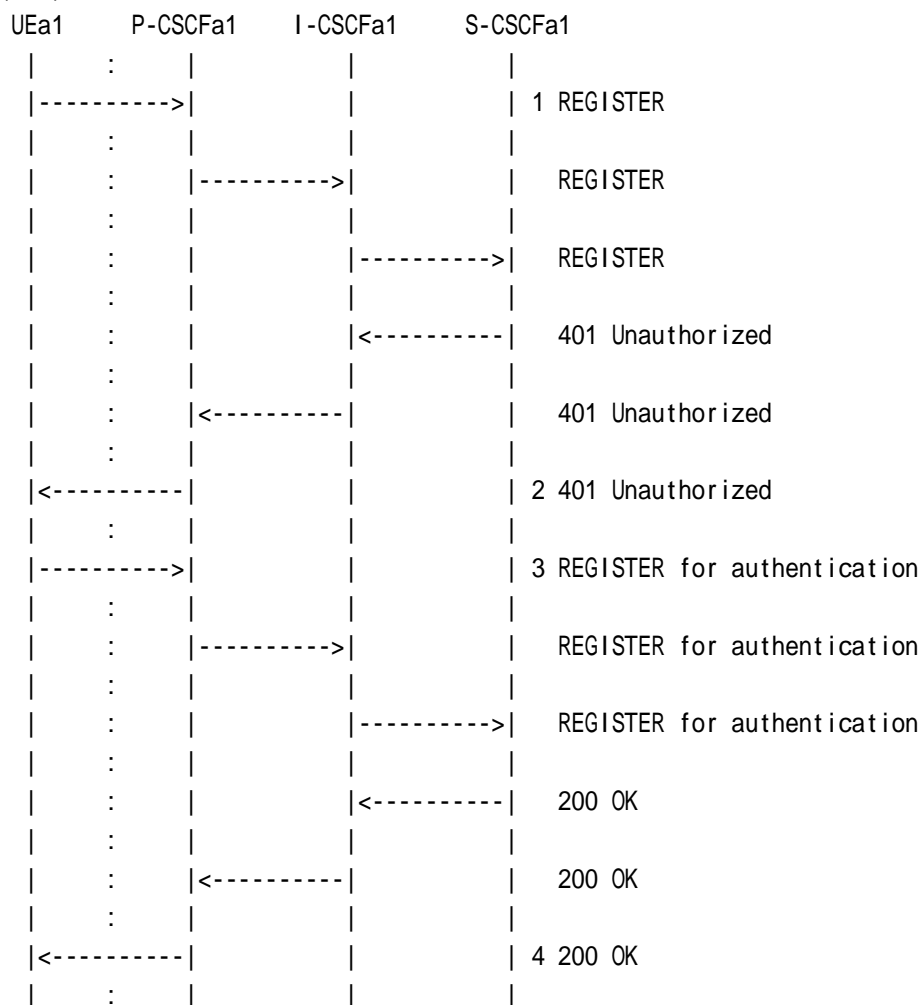 UEa1 P-CSCFa1 I-CSCFa1 S-CSCFa1
1 REGISTER
REGISTER
REGISTER
401 Unauthorized
401 Unauthorized
2 401 Unauthorized
3 REGISTER for authentication
REGISTER for authentication
REGISTER for authentication
200 OK
200 OK
4 200 OK